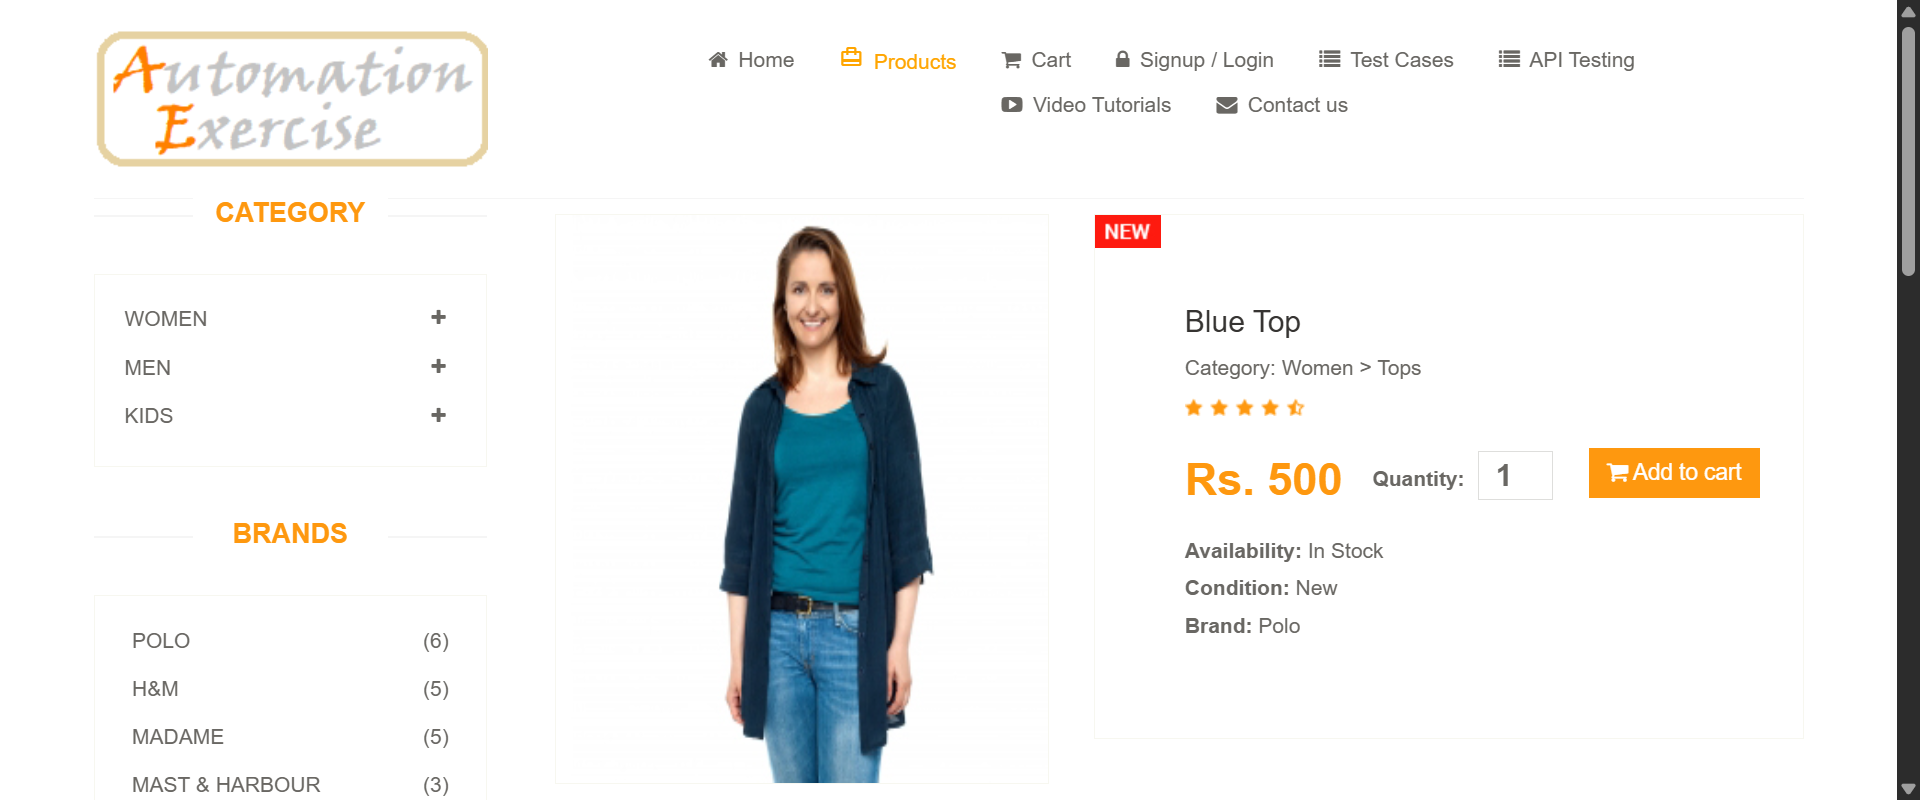 Automation
Exercise
Home
Products
Cart
Signup / Login
Test Cases
API Testing
Video Tutorials
Contact us
CATEGORY
WOMEN
MEN
KIDS
BRANDS
POLO (6)
H&M (5)
MADAME (5)
MAST & HARBOUR (3)
NEW
Blue Top
Category: Women > Tops
Rs. 500 Quantity: 1 Add to cart
Availability: In Stock
Condition: New
Brand: Polo